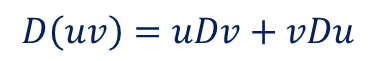 D(uv) = uDv + vDu